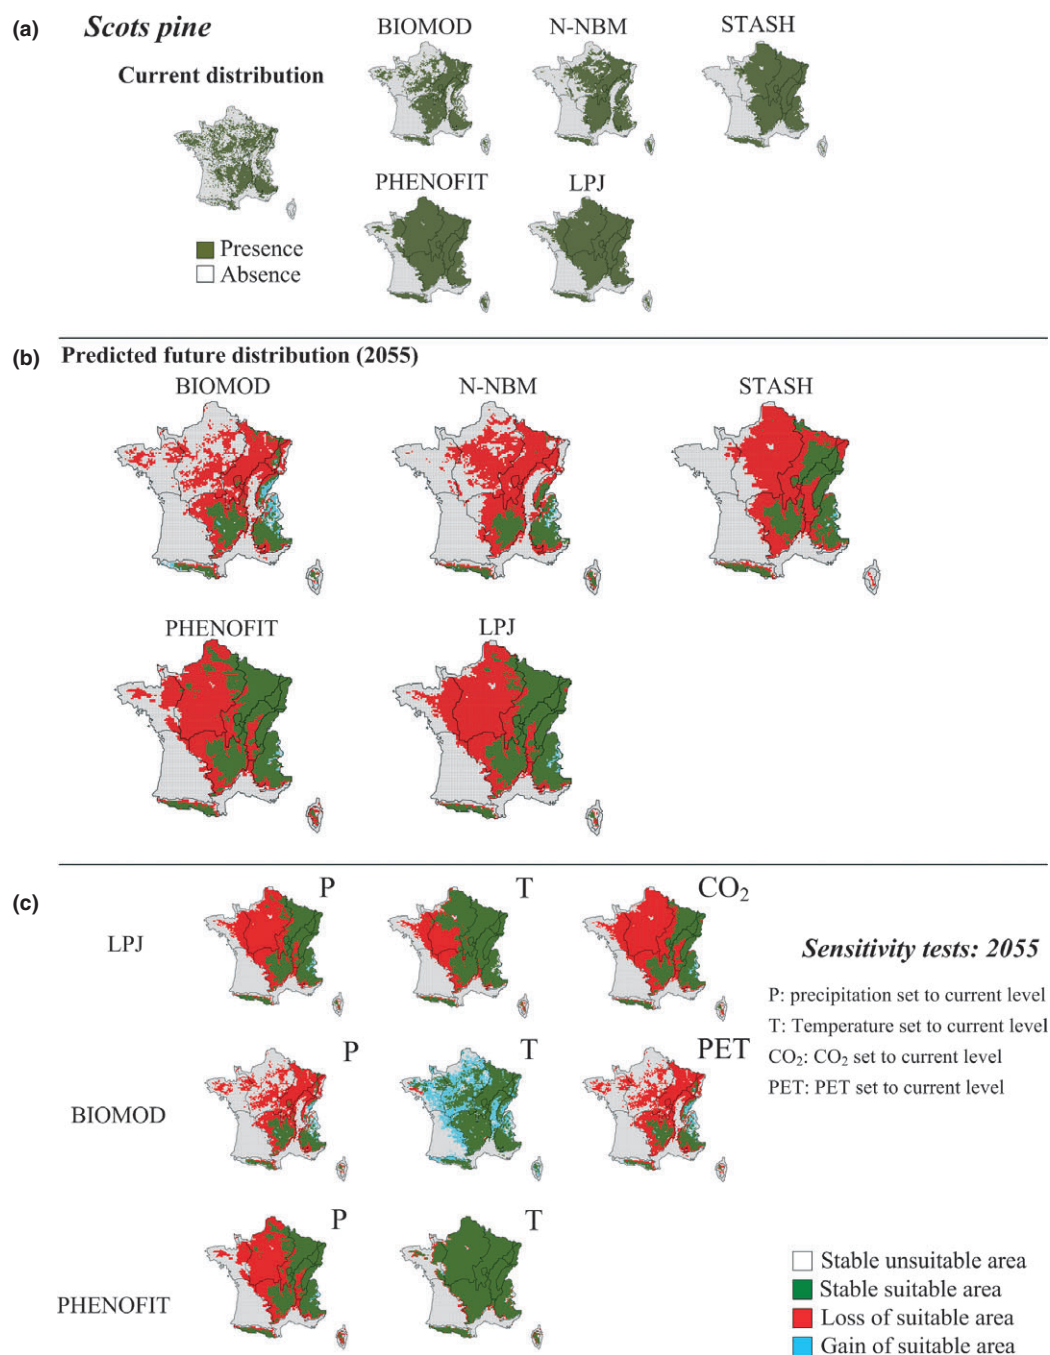 (a)
Scots pine
BIOMOD
N-NBM
STASH
Current distribution
PHENOFIT
LPJ
Presence
Absence
(b)
Predicted future distribution (2055)
BIOMOD
N-NBM
STASH
PHENOFIT
LPJ
(c)
P
T
CO₂
LPJ
Sensitivity tests: 2055
P: precipitation set to current level
T: Temperature set to current level
CO₂: CO₂ set to current level
PET: PET set to current level
P
T
PET
BIOMOD
P
T
PHENOFIT
Stable unsuitable area
Stable suitable area
Loss of suitable area
Gain of suitable area